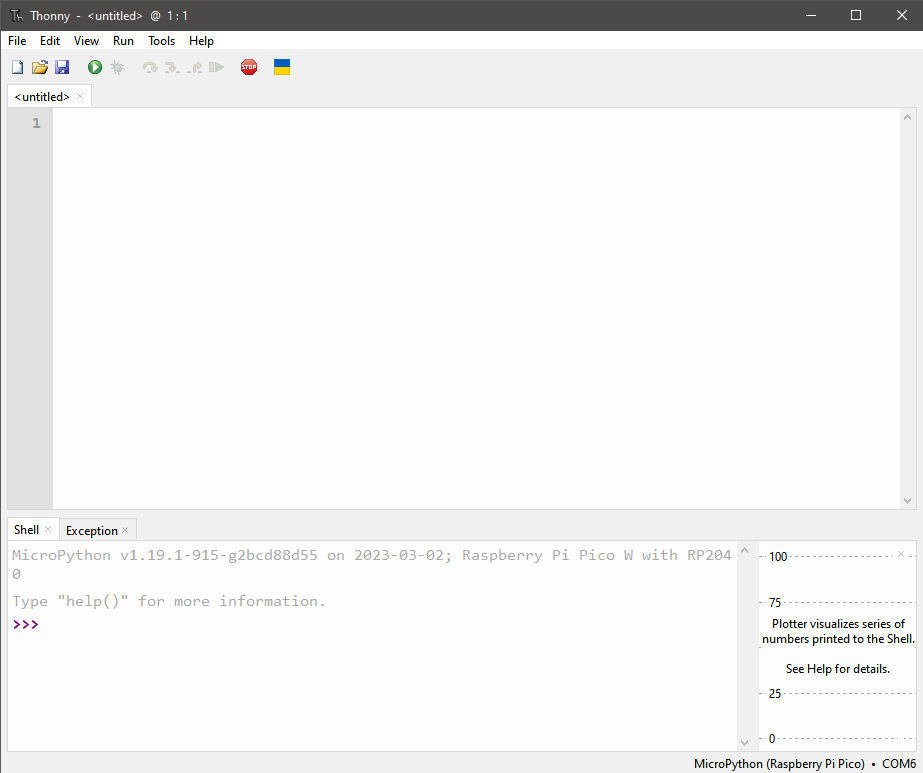 Thonny - <untitled> @ 1 : 1
File Edit View Run Tools Help
STOP
<untitled> ×
1
Shell × Exception ×
MicroPython v1.19.1-915-g2bcd88d55 on 2023-03-02; Raspberry Pi Pico W with RP204
0
Type "help()" for more information.
>>>
100
75
Plotter visualizes series of
numbers printed to the Shell.
See Help for details.
25
0
MicroPython (Raspberry Pi Pico) • COM6